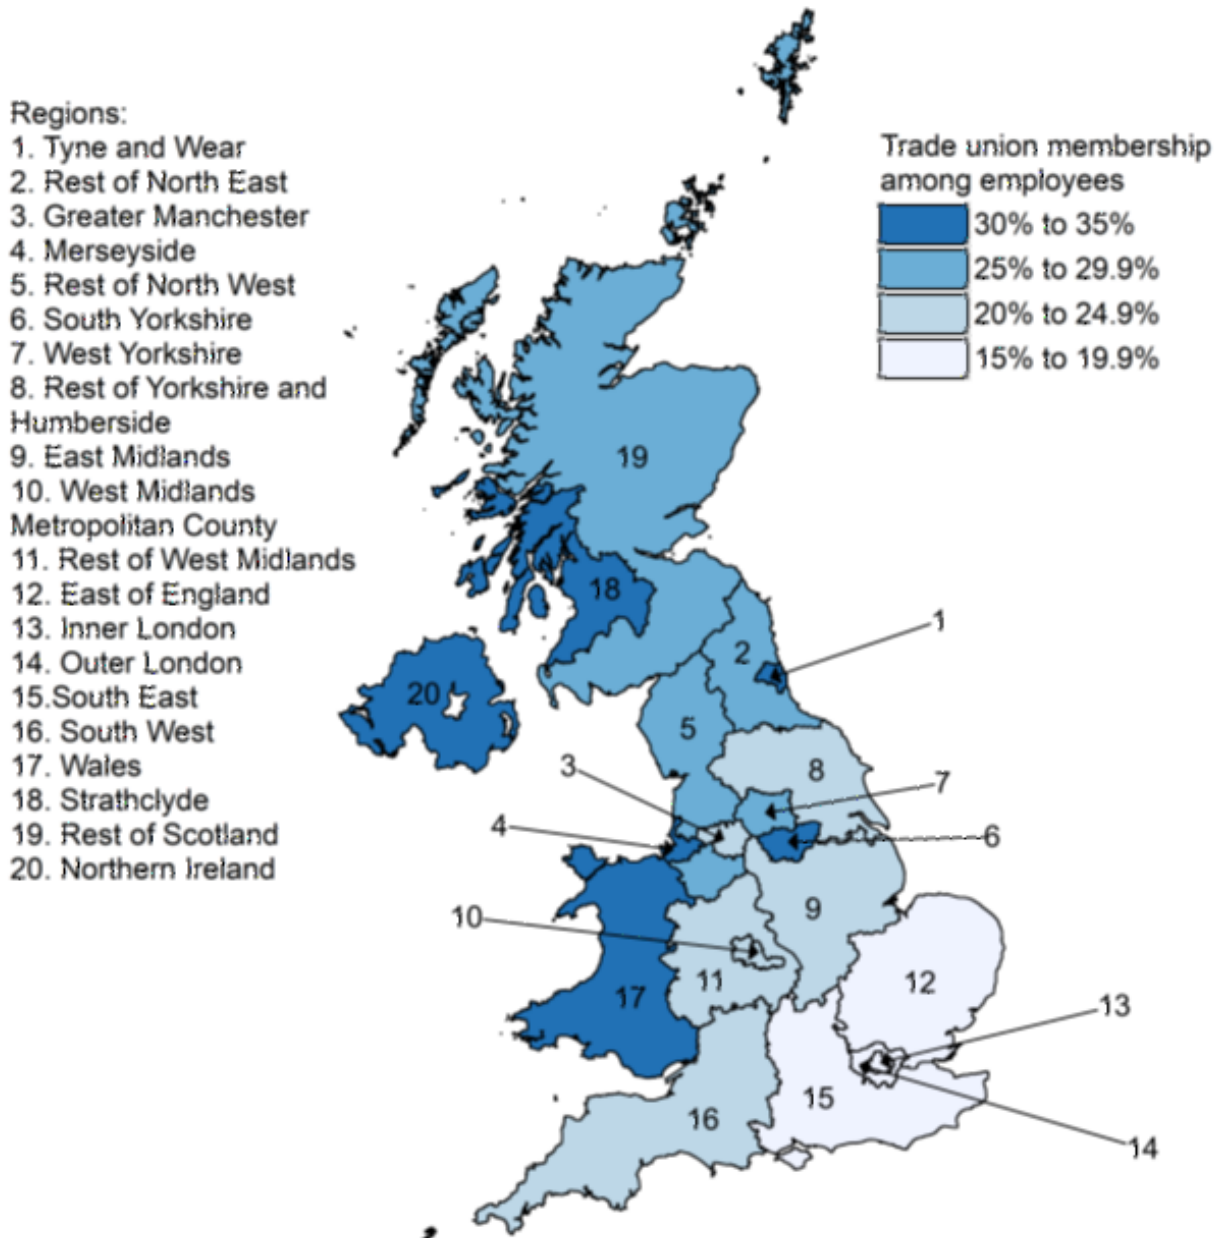 Regions:
1. Tyne and Wear
2. Rest of North East
3. Greater Manchester
4. Merseyside
5. Rest of North West
6. South Yorkshire
7. West Yorkshire
8. Rest of Yorkshire and
Humberside
9. East Midlands
10. West Midlands
Metropolitan County
11. Rest of West Midlands
12. East of England
13. Inner London
14. Outer London
15.South East
16. South West
17. Wales
18. Strathclyde
19. Rest of Scotland
20. Northern Ireland
Trade union membership
among employees
30% to 35%
25% to 29.9%
20% to 24.9%
15% to 19.9%
19
18
1
2
20
5
3
8
7
4
6
10
9
11
12
17
13
15
16
14